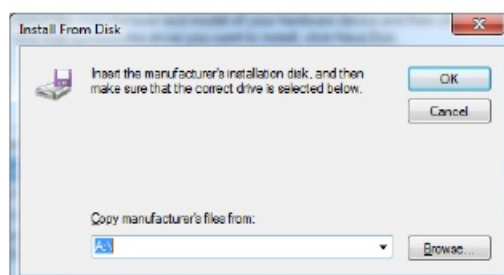 Install From Disk
Insert the manufacturer's installation disk, and then
make sure that the correct drive is selected below.
OK
Cancel
Copy manufacturer's files from:
A:\
Browse...